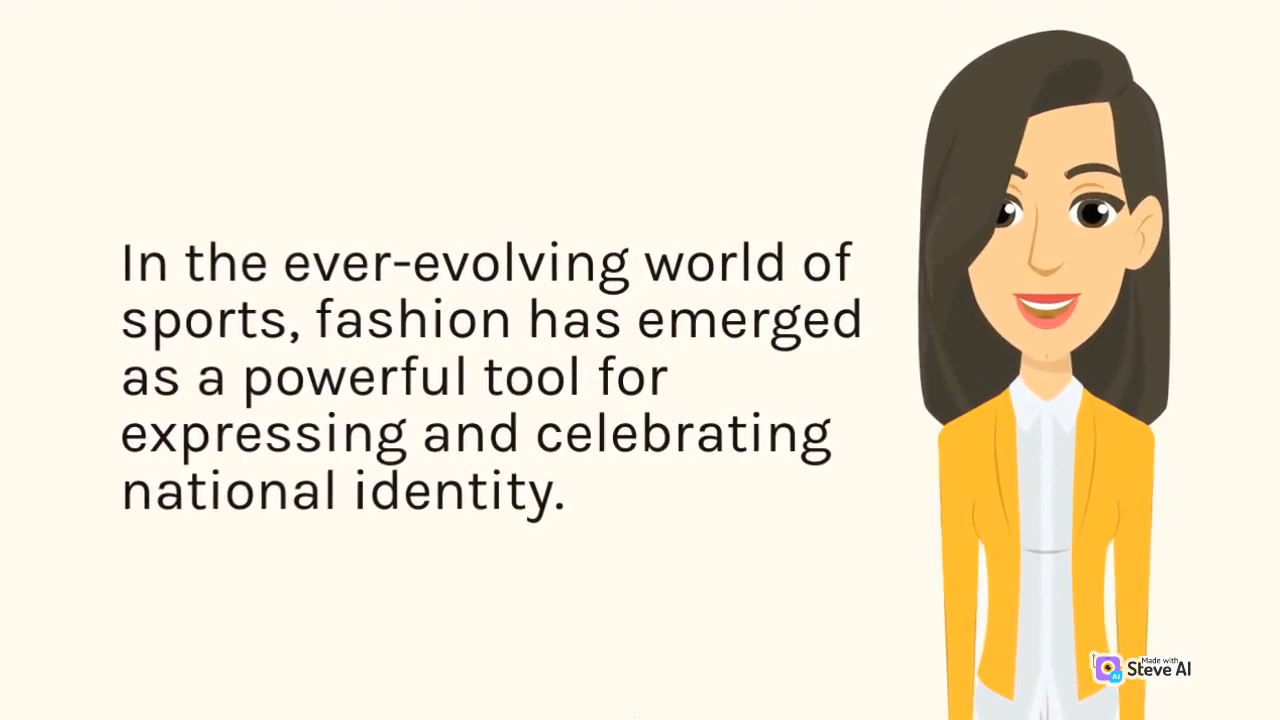 In the ever-evolving world of
sports, fashion has emerged
as a powerful tool for
expressing and celebrating
national identity.
Made with
Steve AI
AI